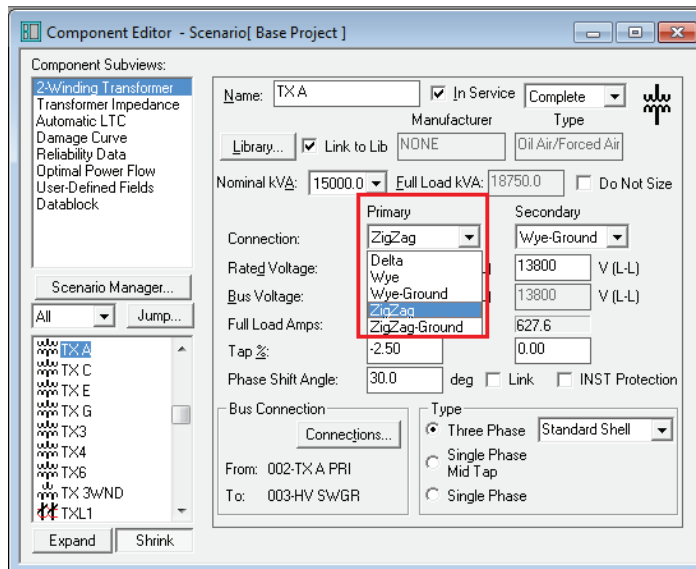 Component Editor - Scenario[ Base Project ]
Component Subviews:
2-Winding Transformer
Transformer Impedance
Automatic LTC
Damage Curve
Reliability Data
Optimal Power Flow
User-Defined Fields
Datablock
Scenario Manager...
All
Jump...
TX A
TX C
TX E
TX G
TX3
TX4
TX6
TX 3WND
TXL1
Expand
Shrink
Name: TX A In Service Complete
Manufacturer Type
Library... Link to Lib NONE Oil Air/Forced Air
Nominal kVA: 15000.0 Full Load kVA: 18750.0 Do Not Size
Primary Secondary
Connection: ZigZag Wye-Ground
Delta
Wye
Wye-Ground
ZigZag
ZigZag-Ground
Rated Voltage: 13800 V (L-L)
Bus Voltage: 13800 V (L-L)
Full Load Amps: 627.6
Tap %: -2.50 0.00
Phase Shift Angle: 30.0 deg Link INST Protection
Bus Connection
Connections...
From: 002-TX A PRI
To: 003-HV SWGR
Type
Three Phase Standard Shell
Single Phase
Mid Tap
Single Phase